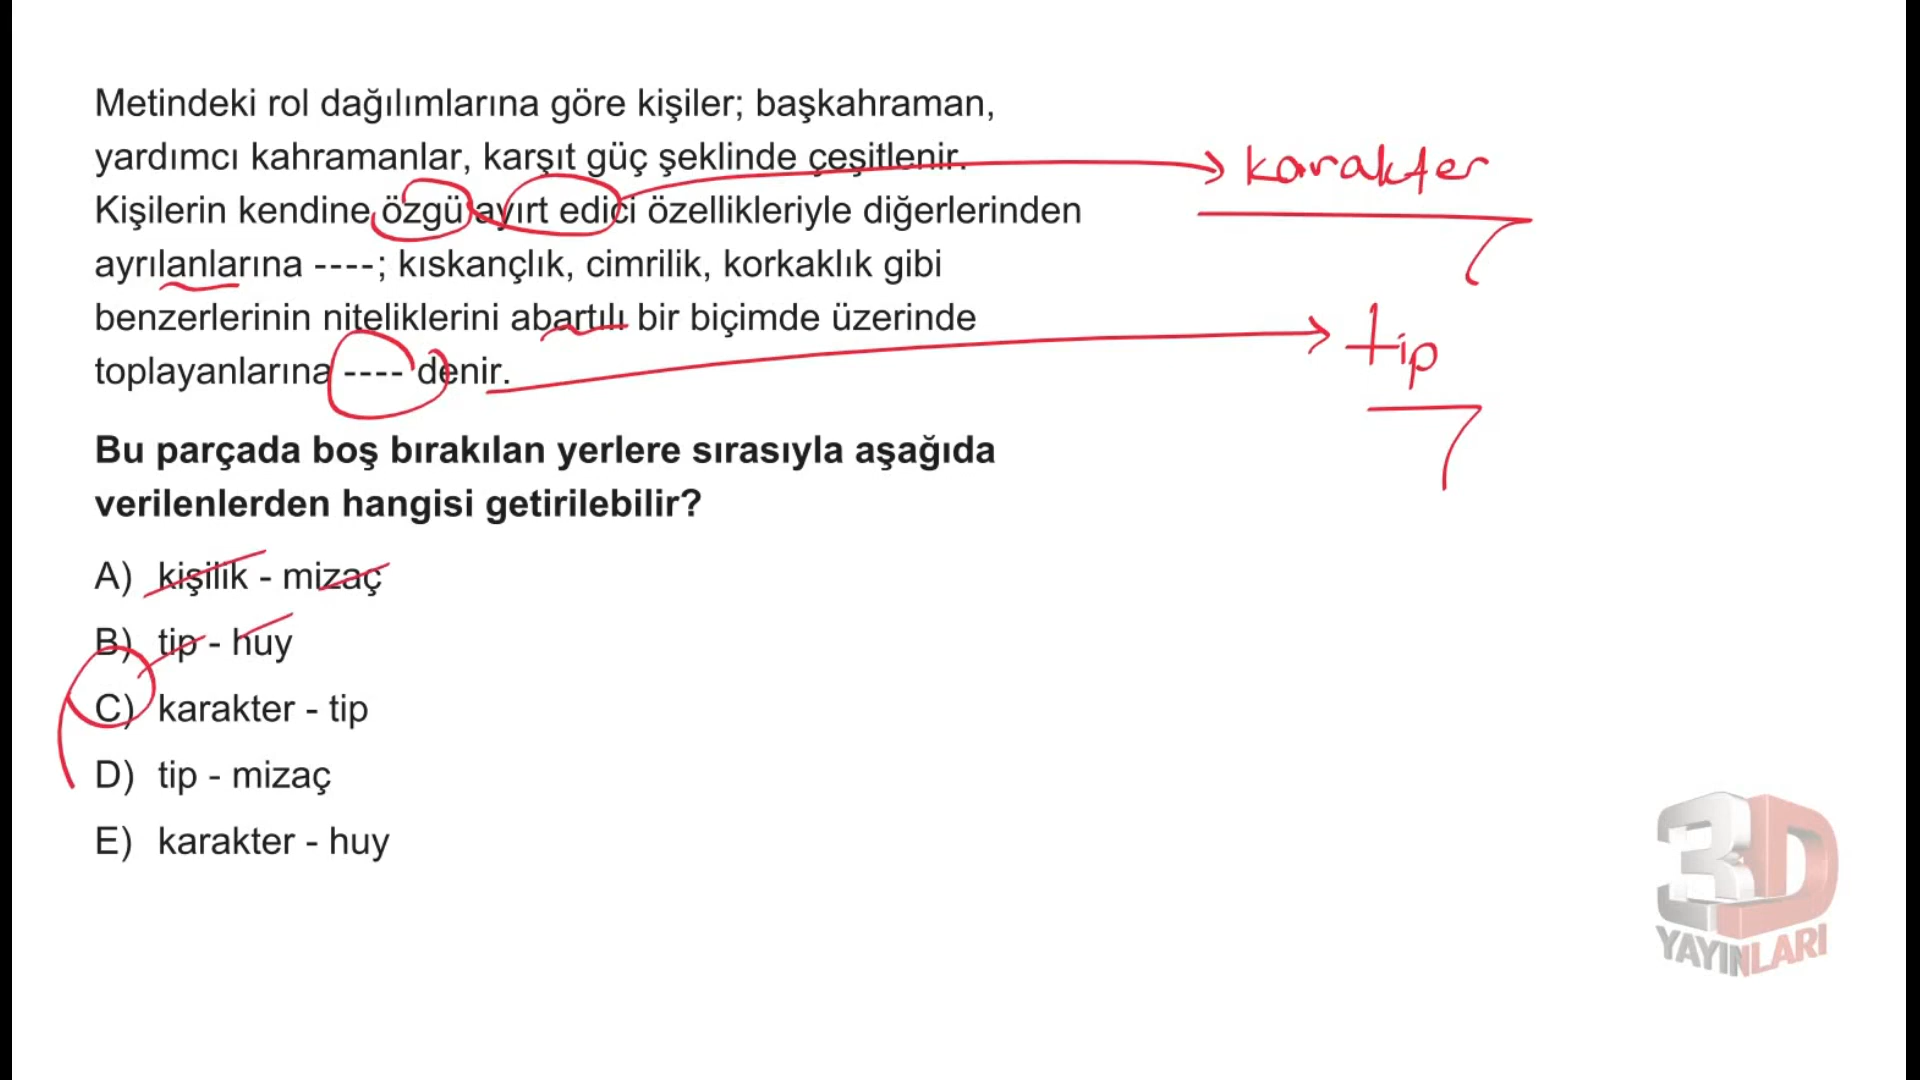 Metindeki rol dağılımlarına göre kişiler; başkahraman,
yardımcı kahramanlar, karşıt güç şeklinde çeşitlenir.
karakter
Kişilerin kendine özgü ayırt edici özellikleriyle diğerlerinden
ayrılanlarına ----; kıskançlık, cimrilik, korkaklık gibi
benzerlerinin niteliklerini abartılı bir biçimde üzerinde
tip
toplayanlarına ---- denir.
Bu parçada boş bırakılan yerlere sırasıyla aşağıda
verilenlerden hangisi getirilebilir?
A) kişilik - mizaç
B) tip - huy
C) karakter - tip
D) tip - mizaç
E) karakter - huy
3D
YAYINLARI